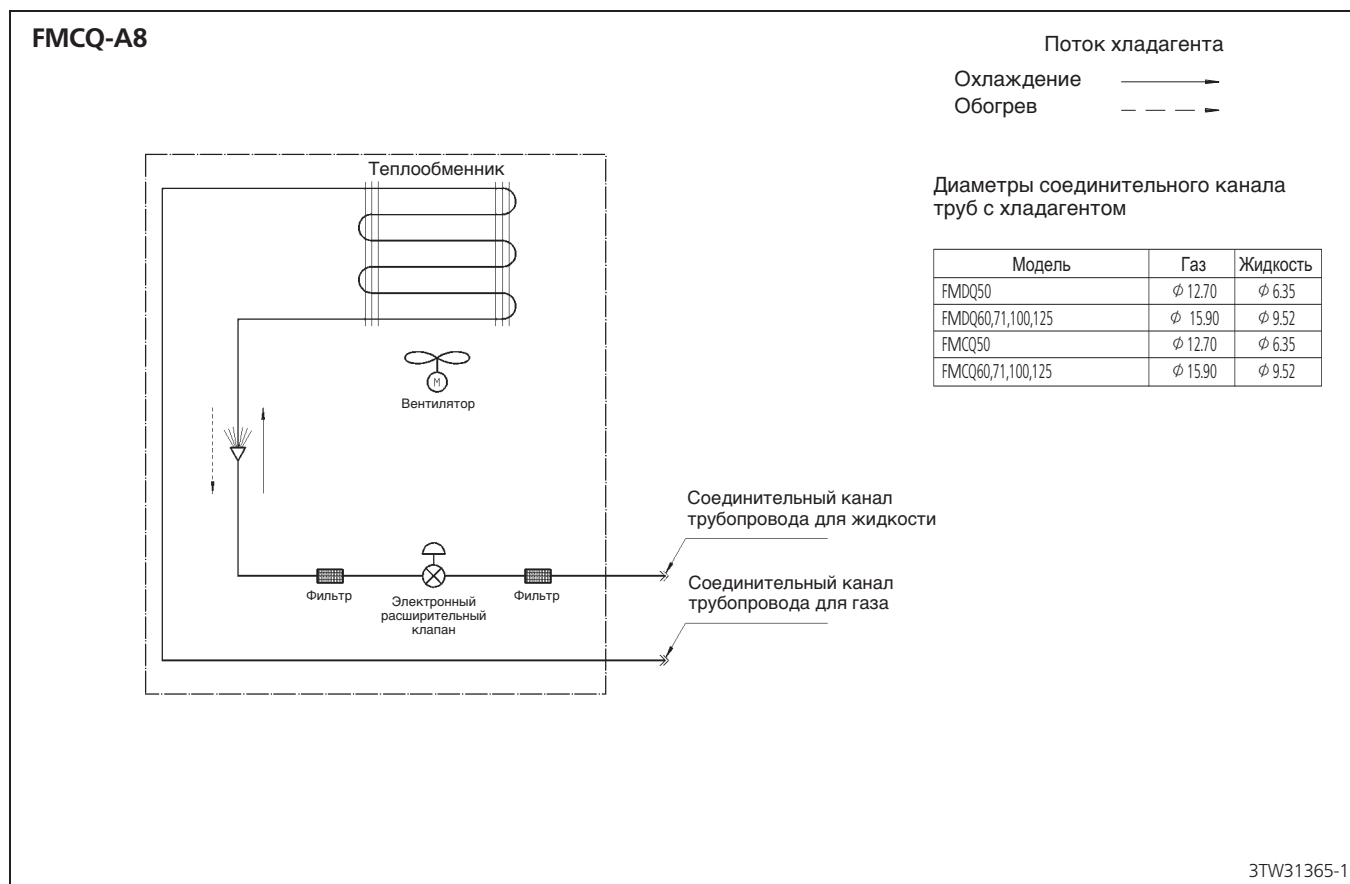 FMCQ-A8
Поток хладагента
Охлаждение
Обогрев
Диаметры соединительного канала
труб с хладагентом
Модель Газ Жидкость
FMDQ50 ϕ 12.70 ϕ 6.35
FMDQ60,71,100,125 ϕ 15.90 ϕ 9.52
FMCQ50 ϕ 12.70 ϕ 6.35
FMCQ60,71,100,125 ϕ 15.90 ϕ 9.52
Теплообменник
M
Вентилятор
Соединительный канал
трубопровода для жидкости
Фильтр
Электронный
расширительный
клапан
Фильтр
Соединительный канал
трубопровода для газа
3TW31365-1